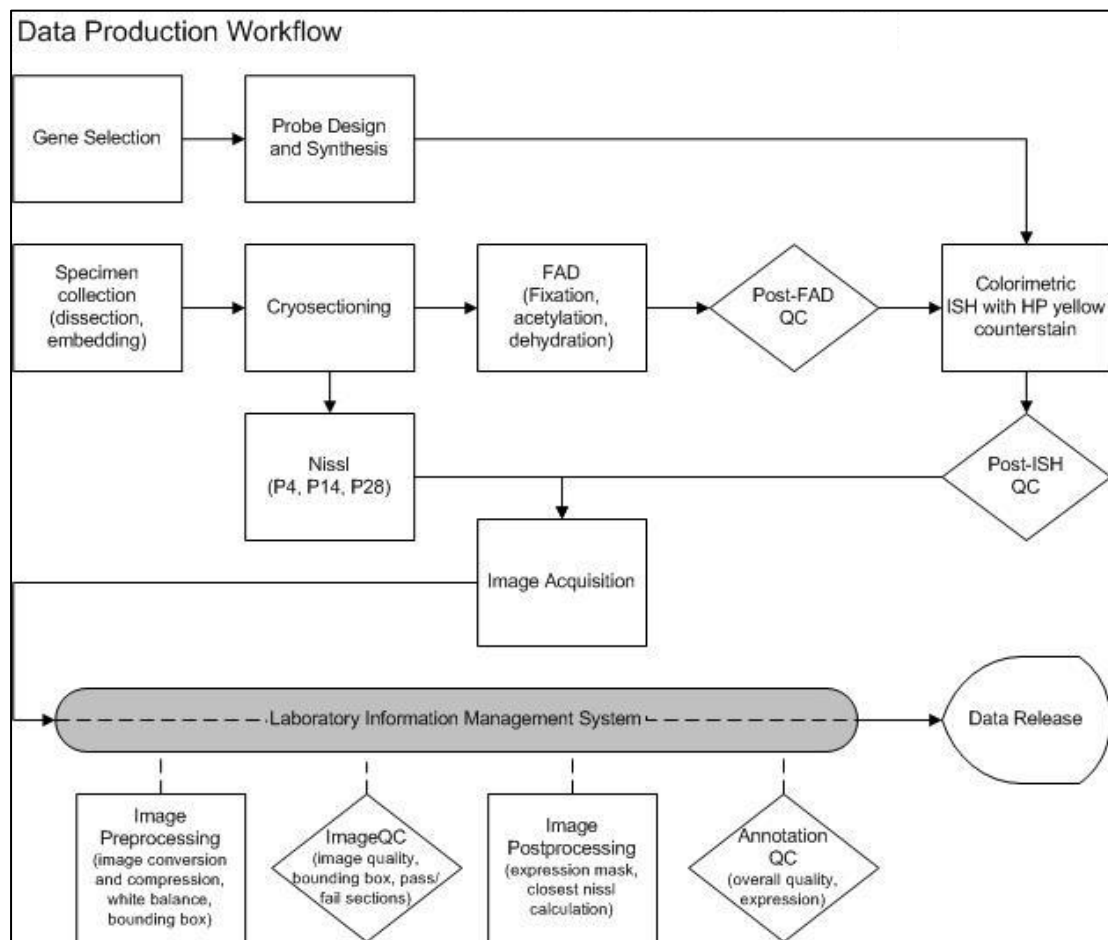 Data Production Workflow
Gene Selection
Probe Design
and Synthesis
Specimen
collection
(dissection,
embedding)
Cryosectioning
FAD
(Fixation,
acetylation,
dehydration)
Post-FAD
QC
Colorimetric
ISH with HP yellow
counterstain
Nissl
(P4, P14, P28)
Post-ISH
QC
Image Acquisition
Laboratory Information Management System
Data Release
Image
Preprocessing
(image conversion
and compression,
white balance,
bounding box)
ImageQC
(image quality,
bounding box, pass/
fail sections)
Image
Postprocessing
(expression mask,
closest nissl
calculation)
Annotation
QC
(overall quality,
expression)